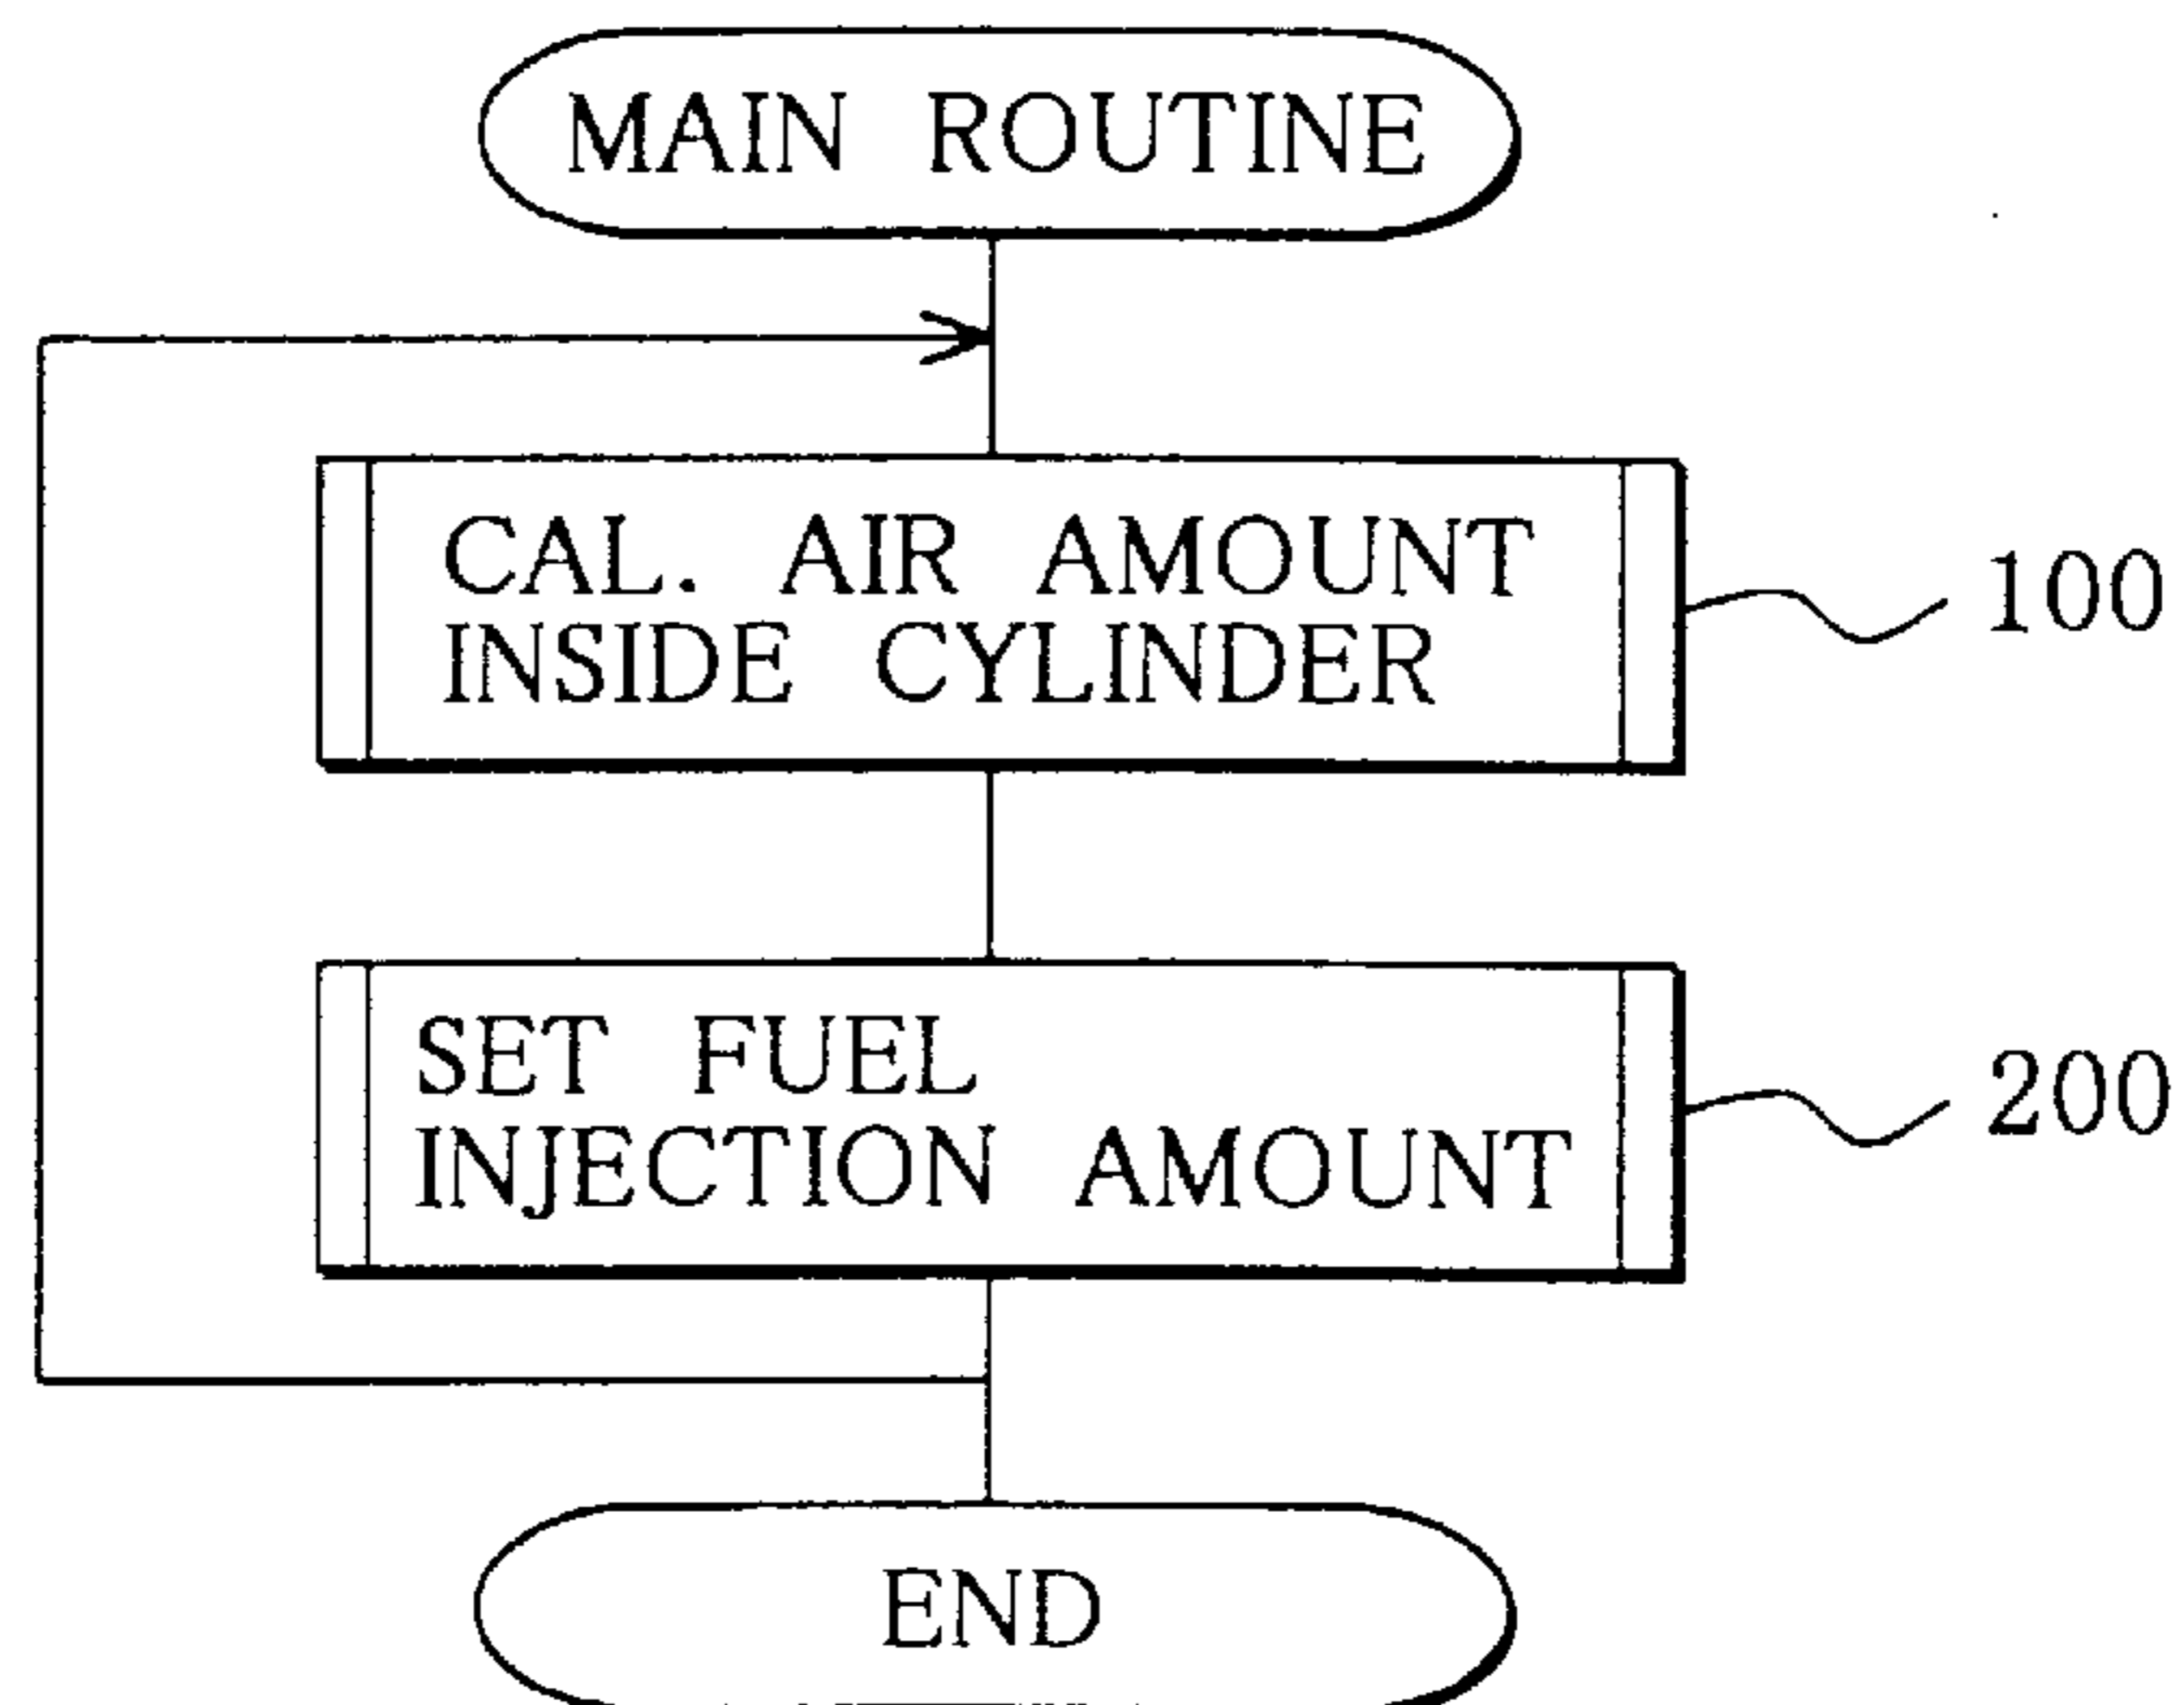 MAIN ROUTINE
CAL. AIR AMOUNT
INSIDE CYLINDER
100
SET FUEL
INJECTION AMOUNT
200
END